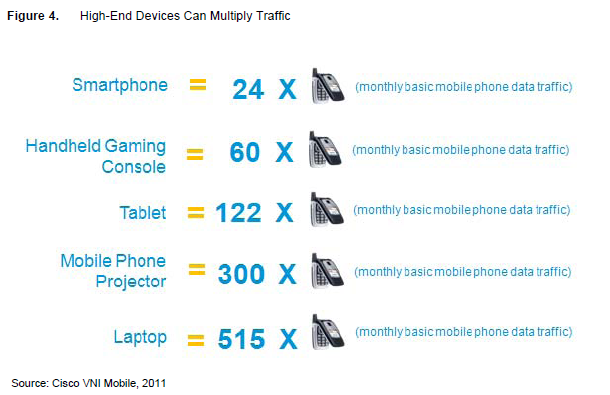 Figure 4. High-End Devices Can Multiply Traffic
Smartphone = 24 X (monthly basic mobile phone data traffic)
Handheld Gaming
Console = 60 X (monthly basic mobile phone data traffic)
Tablet = 122 X (monthly basic mobile phone data traffic)
Mobile Phone
Projector = 300 X (monthly basic mobile phone data traffic)
Laptop = 515 X (monthly basic mobile phone data traffic)
Source: Cisco VNI Mobile, 2011